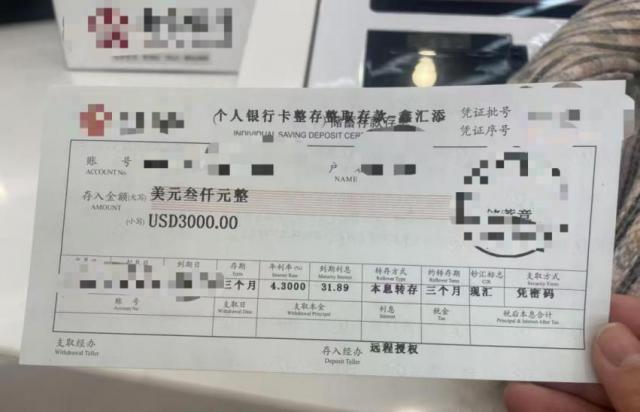 个人银行卡整存整取存款 鑫汇添
INDIVIDUAL SAVING DEPOSIT
凭证批号
凭证序号
账 号
ACCOUNT NO.
户
NAME
存入金额(大写) 美元叁仟元整
AMOUNT
(小写) USD3000.00
到期日 存期 年利率(%) 到期利息 转存方式 约转存期 钞汇标志 支取方式
Term Interest Rate Maturity Interest Rollover Type Rollover Term C/R Security Form
三个月 4.3000 31.89 本息转存 三个月 现汇 凭密码
账 号 支取日 支取本金 利息 税金 税后本息合计
Account No Withdrawal Date Withdrawal Principal Interest Tax Principal & Interest After Tax
支取经办 存入经办 远程授权
Withdrawal Teller Deposit Teller